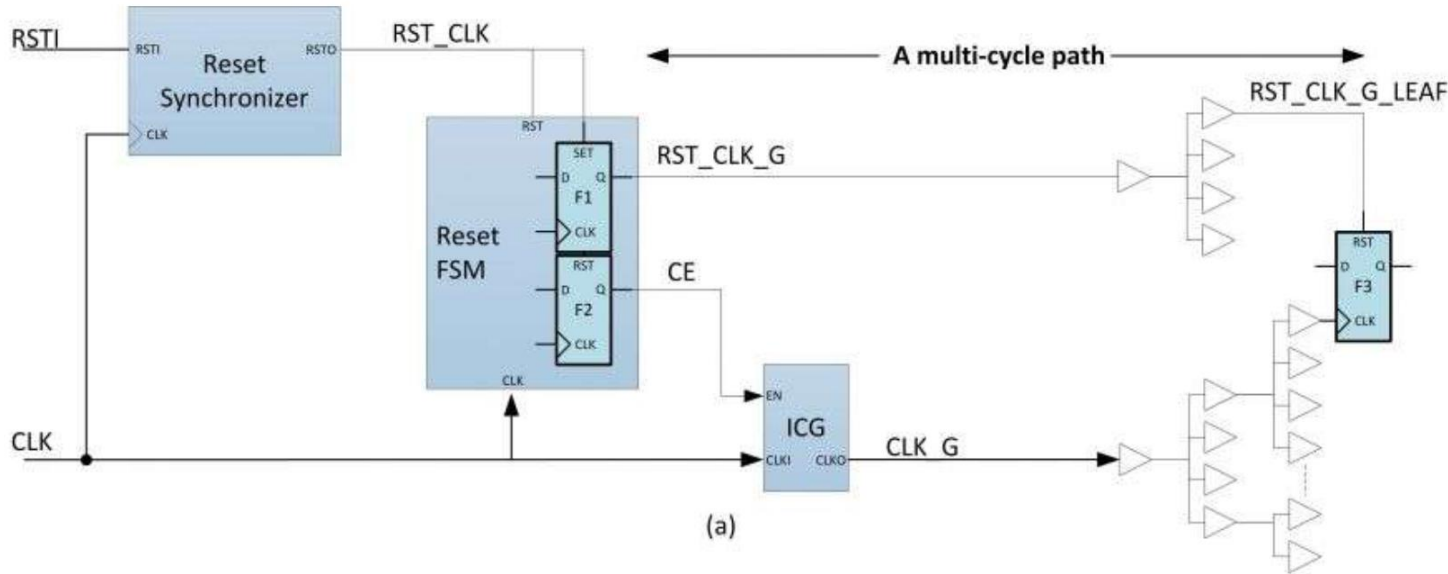 RSTI
RSTI
RSTO
Reset
Synchronizer
CLK
RST_CLK
A multi-cycle path
RST_CLK_G_LEAF
RST
SET
D Q
F1
CLK
RST_CLK_G
Reset
FSM
RST
D Q
F2
CLK
CE
CLK
RST
D Q
F3
CLK
EN
ICG
CLKI CLKO
CLK
CLK_G
(a)